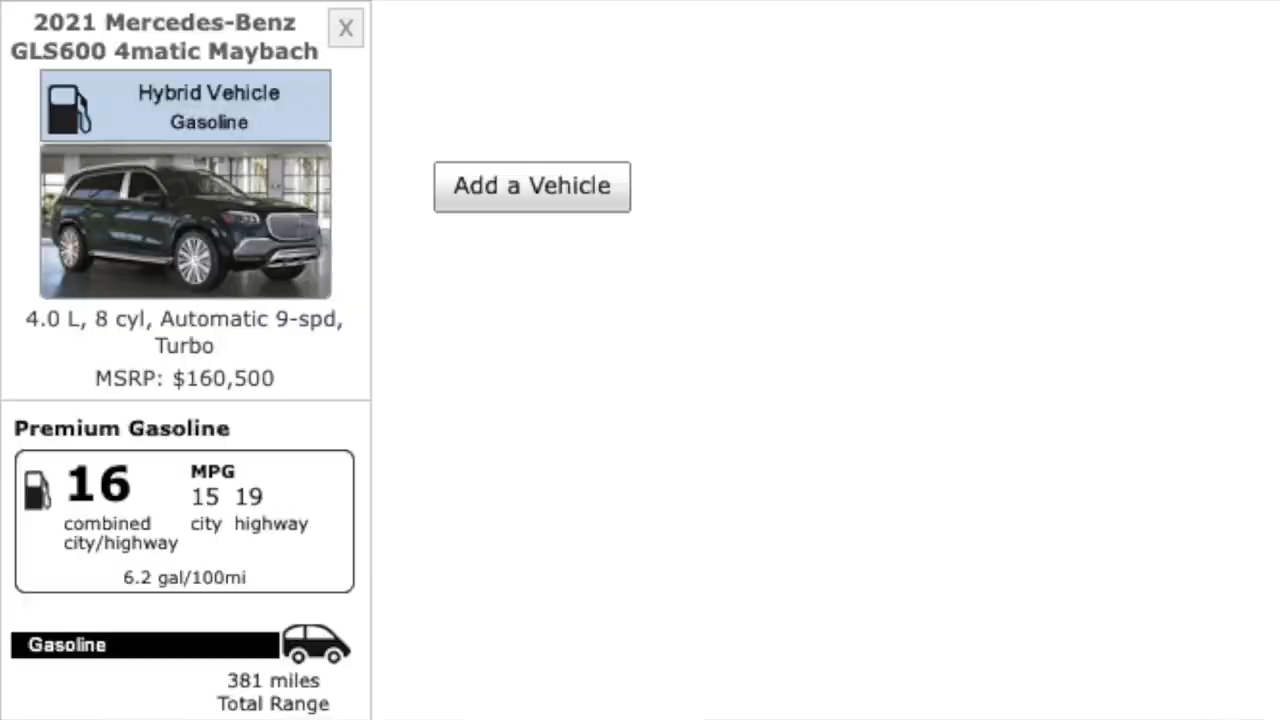 2021 Mercedes-Benz
GLS600 4matic Maybach
X
Hybrid Vehicle
Gasoline
Add a Vehicle
4.0 L, 8 cyl, Automatic 9-spd,
Turbo
MSRP: $160,500
Premium Gasoline
16
MPG
15 19
combined city highway
city/highway
6.2 gal/100mi
Gasoline
381 miles
Total Range